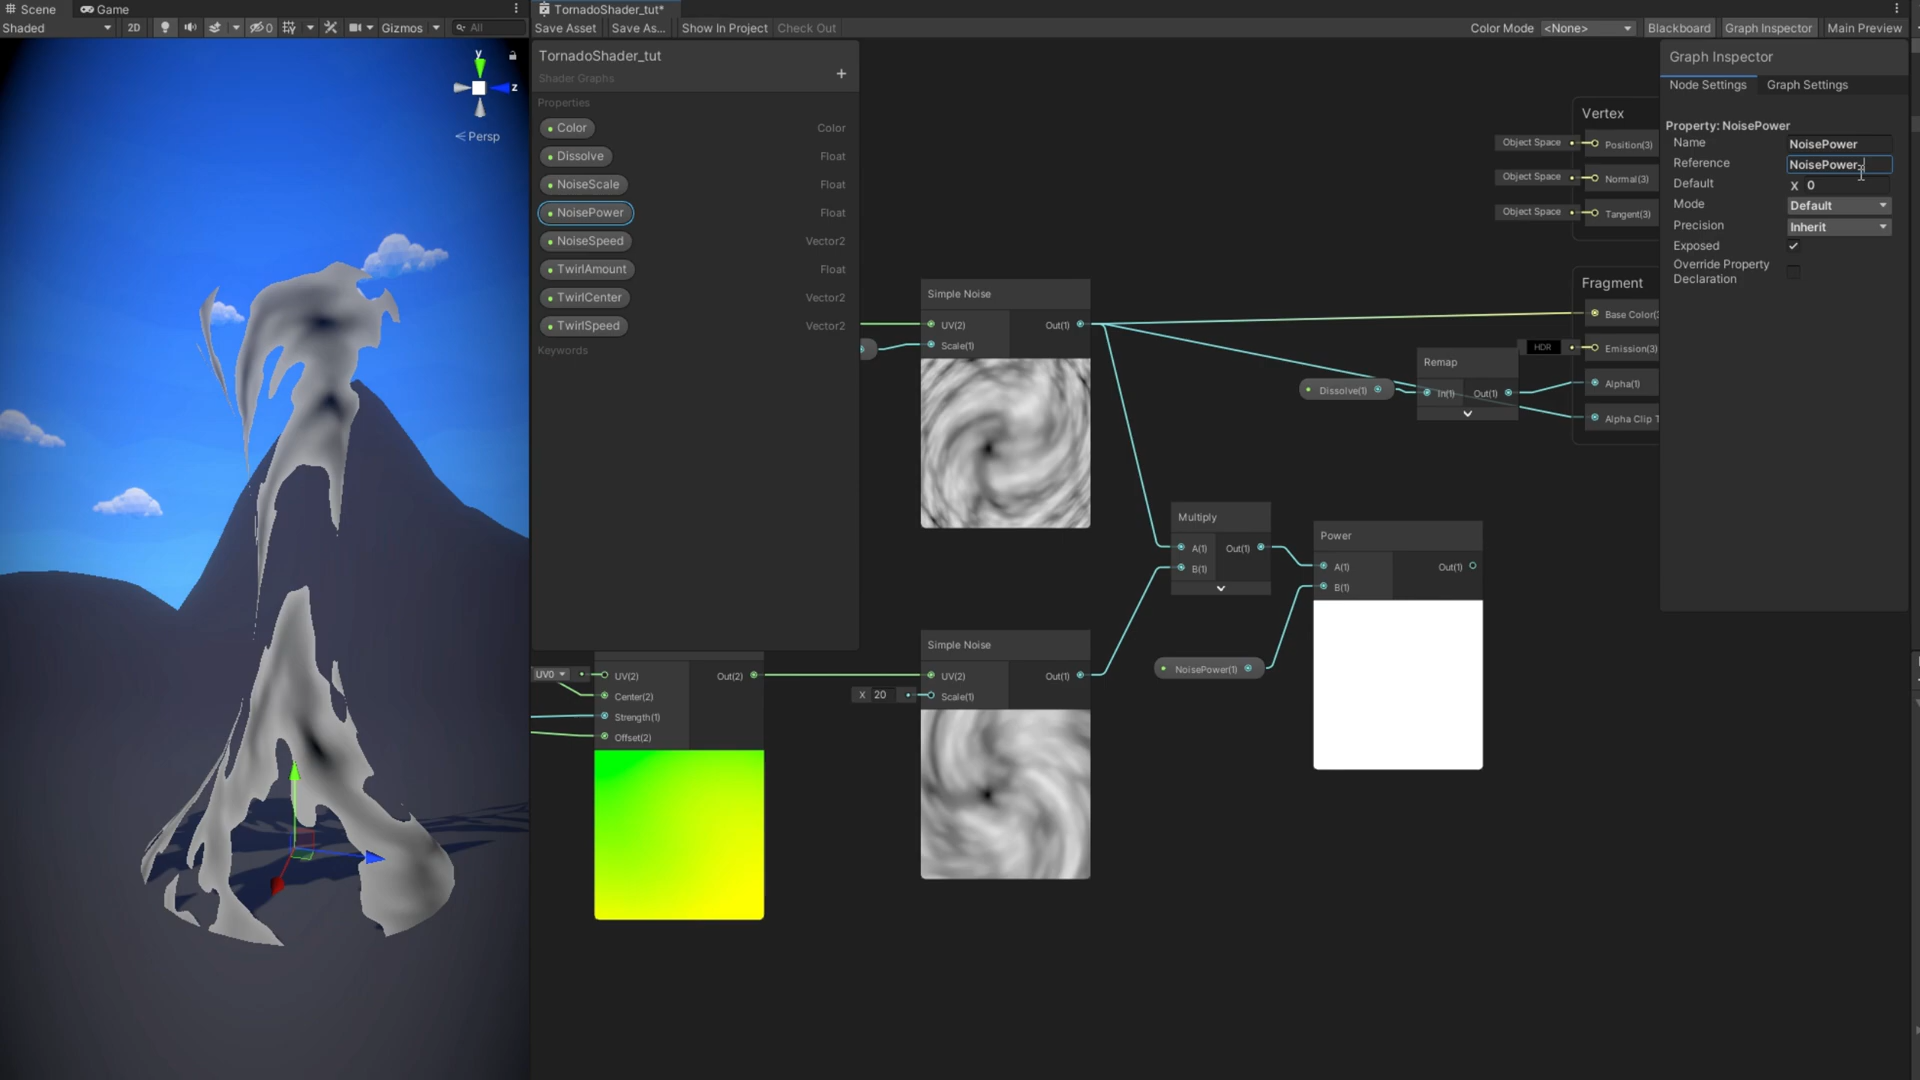 Scene
Game
Shaded
2D
0
Gizmos
All
y
z
Persp
TornadoShader_tut*
Save Asset
Save As...
Show In Project
Check Out
Color Mode
<None>
Blackboard
Graph Inspector
Main Preview
TornadoShader_tut
Shader Graphs
+
Properties
Color
Color
Dissolve
Float
NoiseScale
Float
NoisePower
Float
NoiseSpeed
Vector2
TwirlAmount
Float
TwirlCenter
Vector2
TwirlSpeed
Vector2
Keywords
Simple Noise
UV(2)
Out(1)
Scale(1)
Vertex
Object Space
Position(3)
Object Space
Normal(3)
Object Space
Tangent(3)
Fragment
Base Color(
HDR
Emission(3)
Alpha(1)
Alpha Clip T
Remap
Dissolve(1)
In(1)
Out(1)
Multiply
A(1)
Out(1)
B(1)
Power
A(1)
Out(1)
B(1)
NoisePower(1)
Simple Noise
UV(2)
Out(1)
X 20
Scale(1)
UV0
UV(2)
Out(2)
Center(2)
Strength(1)
Offset(2)
Graph Inspector
Node Settings
Graph Settings
Property: NoisePower
Name
NoisePower
Reference
NoisePower
Default
X 0
Mode
Default
Precision
Inherit
Exposed
Override Property
Declaration